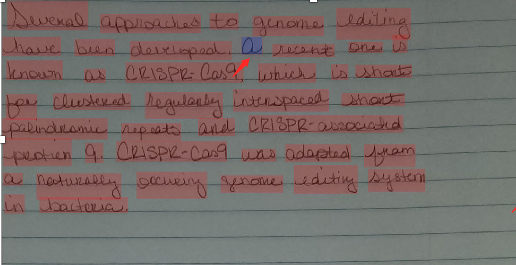 Several approaches to genome editing
have been developed. a recent one is
known as CRISPR-Cas9, which is short
for clustered regularly interspaced short
palindromic repeats and CRISPR-associated
protien 9. CRISPR-Cas9 was adapted from
a naturally occuring genome editing system
in bacteria.